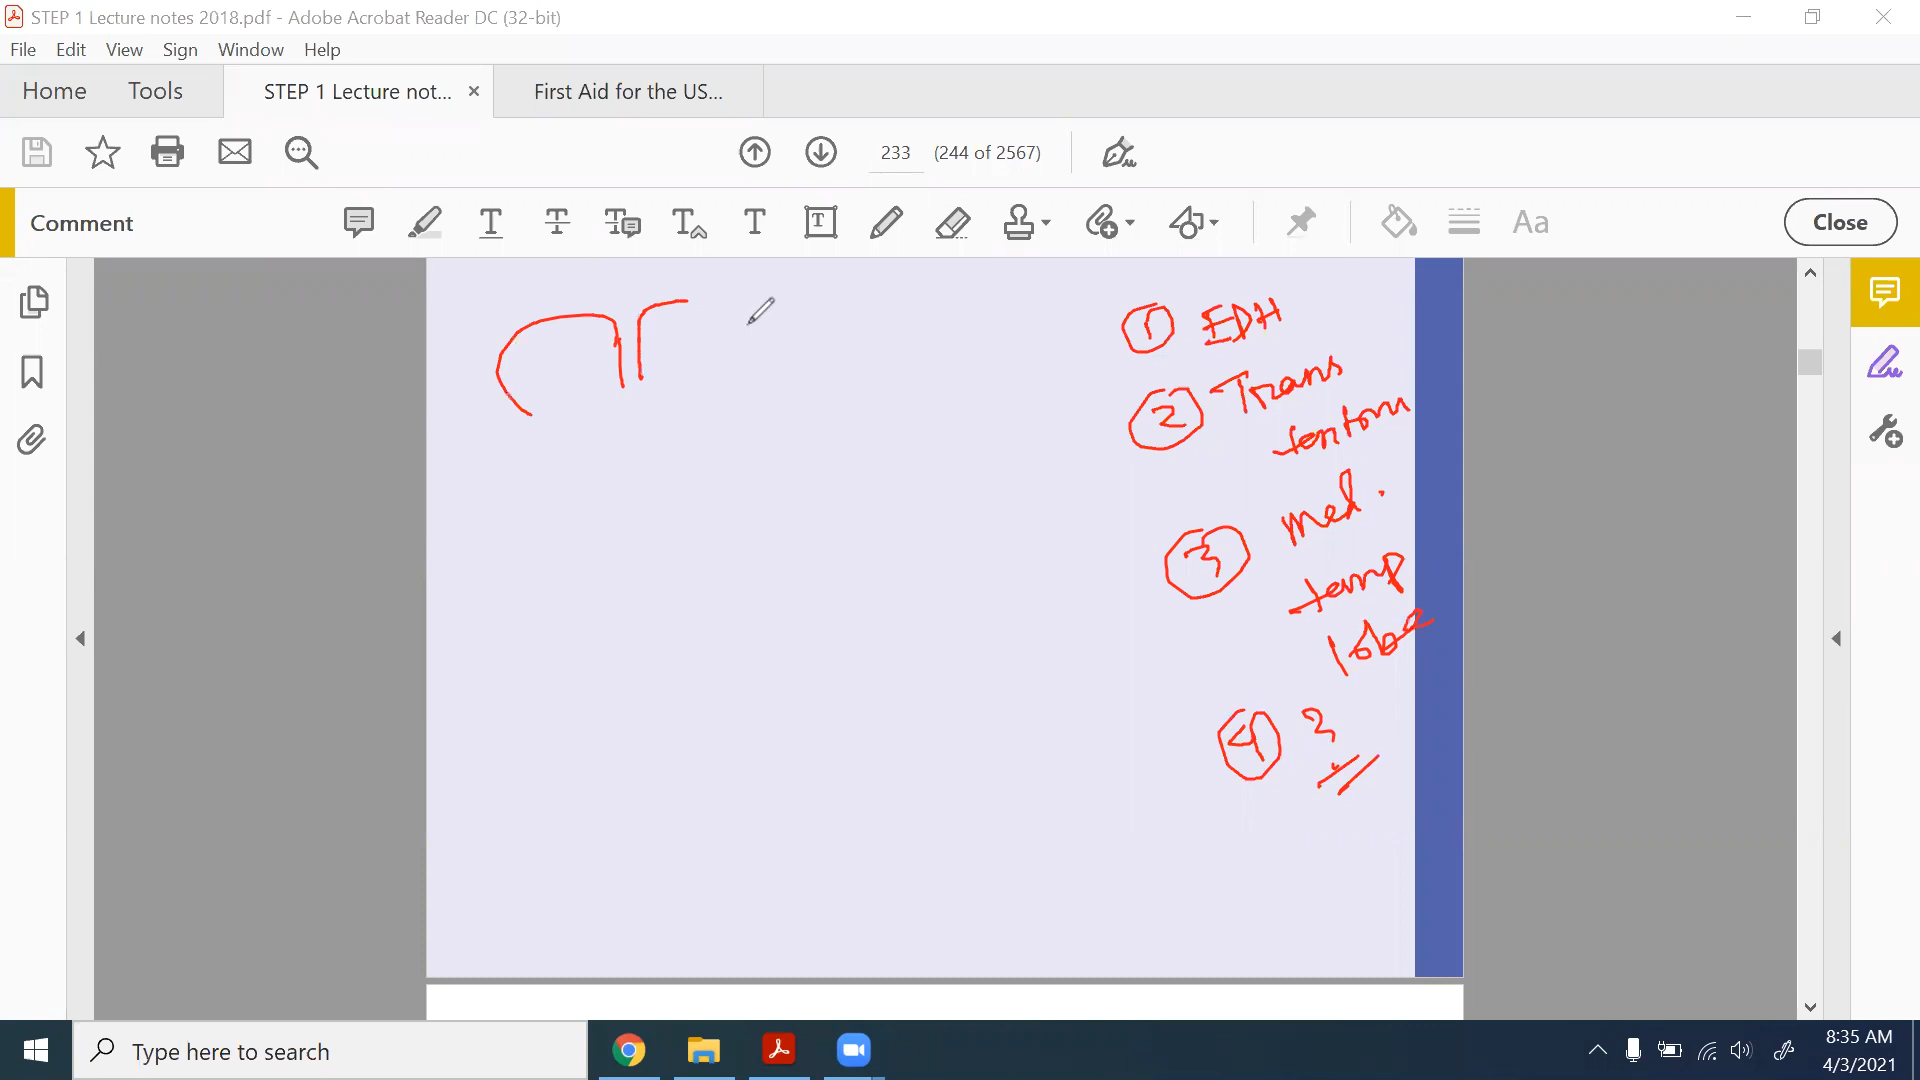 STEP 1 Lecture notes 2018.pdf - Adobe Acrobat Reader DC (32-bit)
File Edit View Sign Window Help
Home Tools STEP 1 Lecture not... × First Aid for the US...
233 (244 of 2567)
Comment Close
1 EDH
2 Trans
tentorm
3 Med.
temp
lobe
4 ?
Type here to search
8:35 AM
4/3/2021